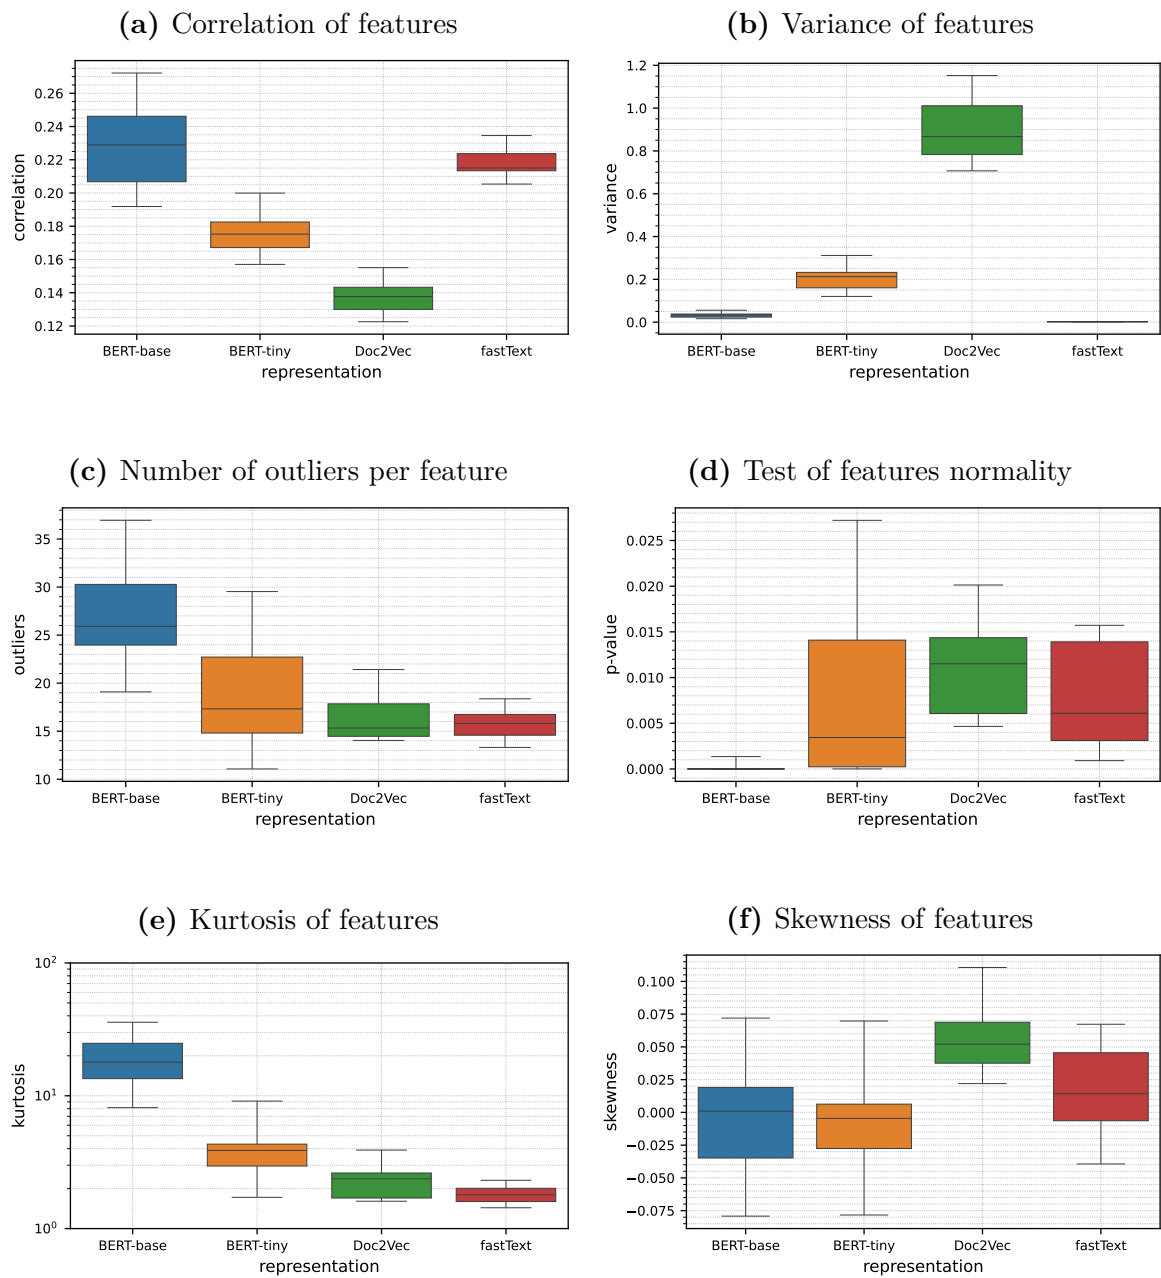 (a) Correlation of features
0.26
0.24
0.22
0.20
0.18
0.16
0.14
0.12
correlation
BERT-base BERT-tiny Doc2Vec fastText
representation
(b) Variance of features
1.2
1.0
0.8
0.6
0.4
0.2
0.0
variance
BERT-base BERT-tiny Doc2Vec fastText
representation
(c) Number of outliers per feature
35
30
25
20
15
10
outliers
BERT-base BERT-tiny Doc2Vec fastText
representation
(d) Test of features normality
0.025
0.020
0.015
0.010
0.005
0.000
p-value
BERT-base BERT-tiny Doc2Vec fastText
representation
(e) Kurtosis of features
10²
10¹
10⁰
kurtosis
BERT-base BERT-tiny Doc2Vec fastText
representation
(f) Skewness of features
0.100
0.075
0.050
0.025
0.000
−0.025
−0.050
−0.075
skewness
BERT-base BERT-tiny Doc2Vec fastText
representation